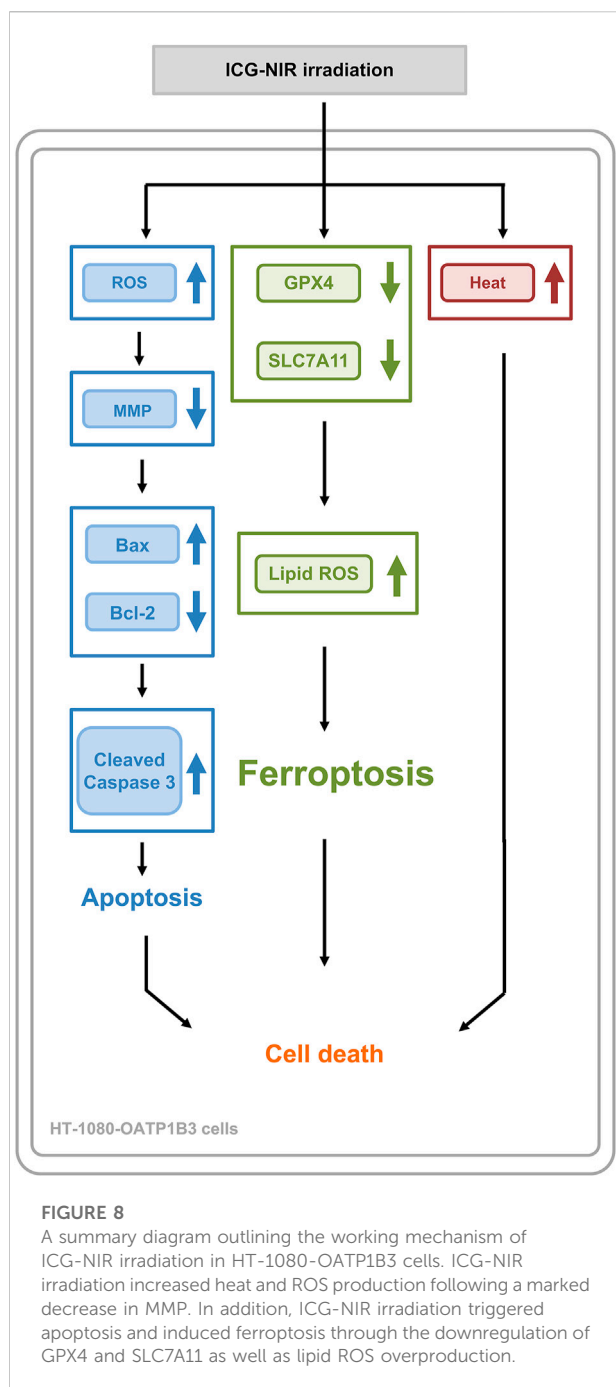 ICG-NIR irradiation
ROS
GPX4
Heat
SLC7A11
MMP
Bax
Lipid ROS
Bcl-2
Cleaved
Caspase 3
Ferroptosis
Apoptosis
Cell death
HT-1080-OATP1B3 cells
FIGURE 8
A summary diagram outlining the working mechanism of
ICG-NIR irradiation in HT-1080-OATP1B3 cells. ICG-NIR
irradiation increased heat and ROS production following a marked
decrease in MMP. In addition, ICG-NIR irradiation triggered
apoptosis and induced ferroptosis through the downregulation of
GPX4 and SLC7A11 as well as lipid ROS overproduction.